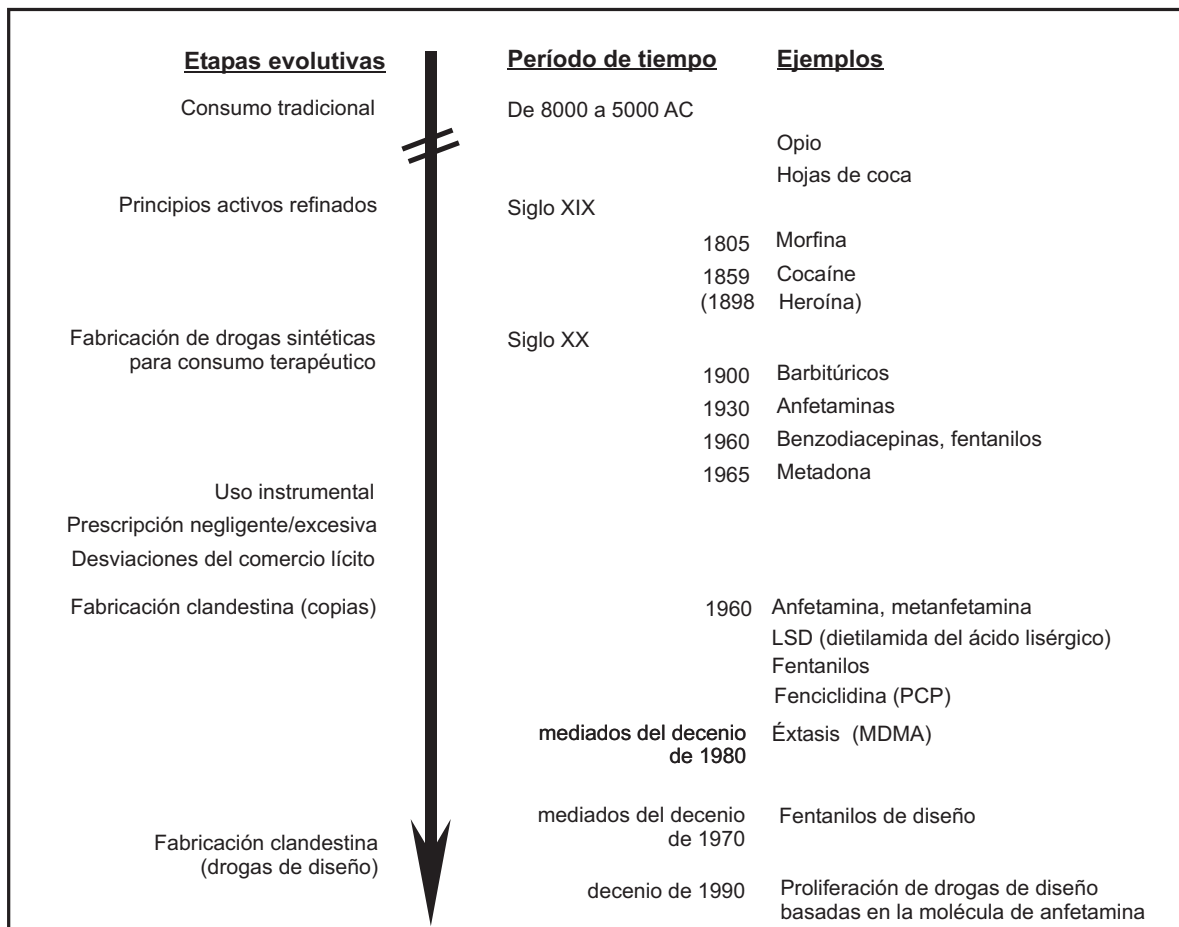 Etapas evolutivas Período de tiempo Ejemplos
Consumo tradicional De 8000 a 5000 AC
Opio
Hojas de coca
Principios activos refinados Siglo XIX
1805 Morfina
1859 Cocaíne
(1898 Heroína)
Fabricación de drogas sintéticas Siglo XX
para consumo terapéutico
1900 Barbitúricos
1930 Anfetaminas
1960 Benzodiacepinas, fentanilos
1965 Metadona
Uso instrumental
Prescripción negligente/excesiva
Desviaciones del comercio lícito
Fabricación clandestina (copias) 1960 Anfetamina, metanfetamina
LSD (dietilamida del ácido lisérgico)
Fentanilos
Fenciclidina (PCP)
mediados del decenio Éxtasis (MDMA)
de 1980
mediados del decenio Fentanilos de diseño
de 1970
Fabricación clandestina
(drogas de diseño)
decenio de 1990 Proliferación de drogas de diseño
basadas en la molécula de anfetamina